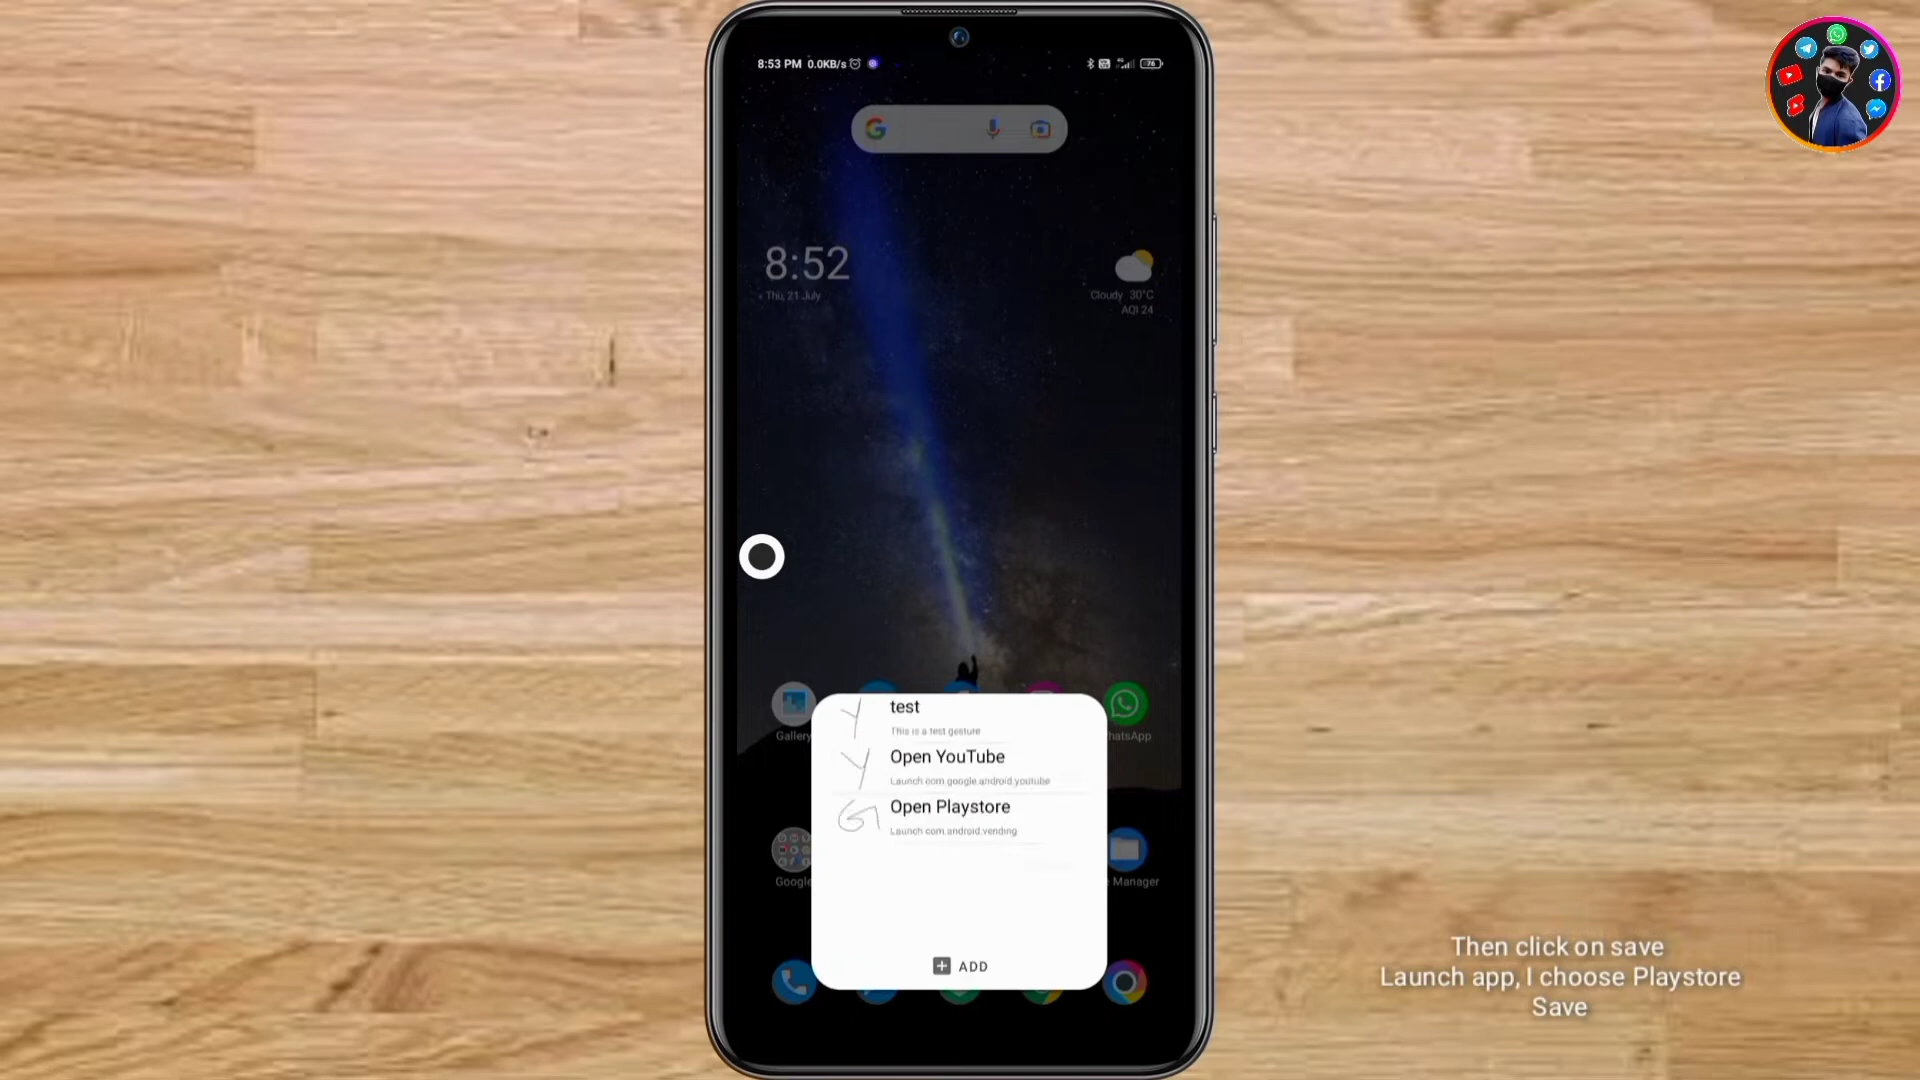 8:53 PM 0.0KB/s
76
8:52
Thu, 21 July
Cloudy 30°C
AQI 24
test
This is a test gesture
Gallery
hatsApp
Open YouTube
Launch com.google.android.youtube
Open Playstore
Launch com.android.vending
Google
Manager
ADD
Then click on save
Launch app, I choose Playstore
Save